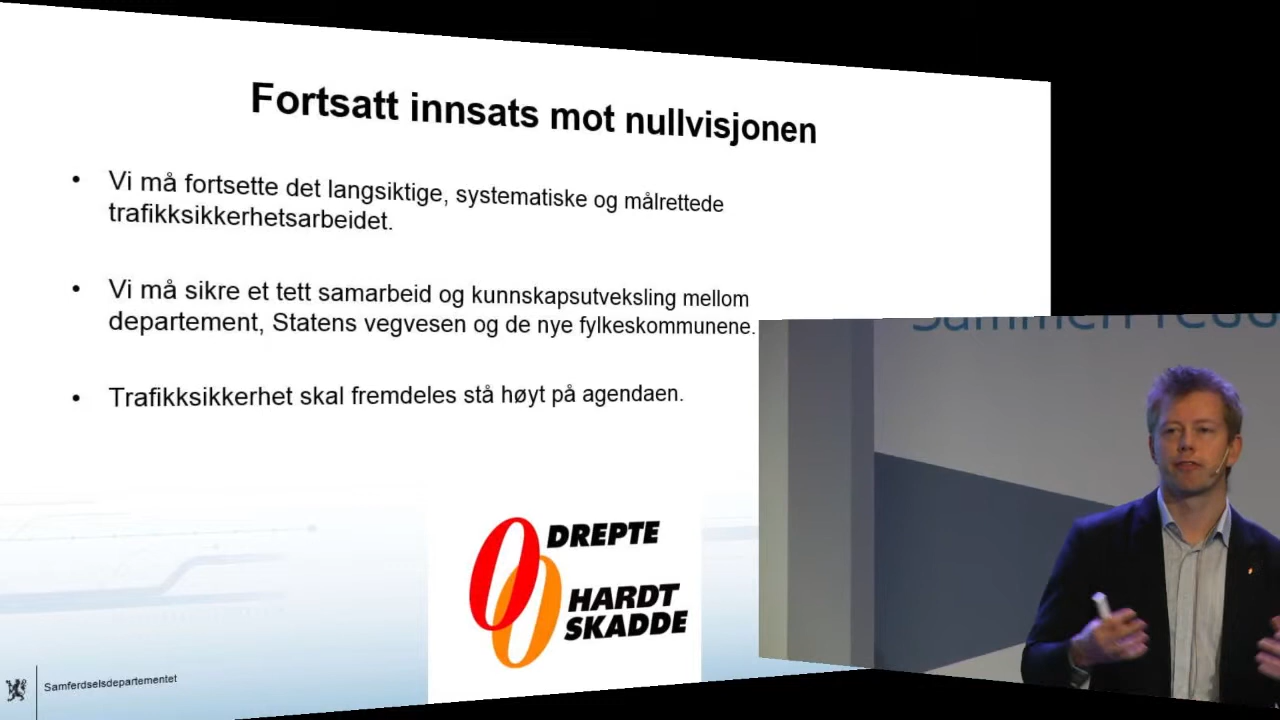 Fortsatt innsats mot nullvisjonen
• Vi må fortsette det langsiktige, systematiske og målrettede
trafikksikkerhetsarbeidet.
• Vi må sikre et tett samarbeid og kunnskapsutveksling mellom
departement, Statens vegvesen og de nye fylkeskommunene.
• Trafikksikkerhet skal fremdeles stå høyt på agendaen.
0 DREPTE
0 HARDT
SKADDE
Samferdselsdepartementet